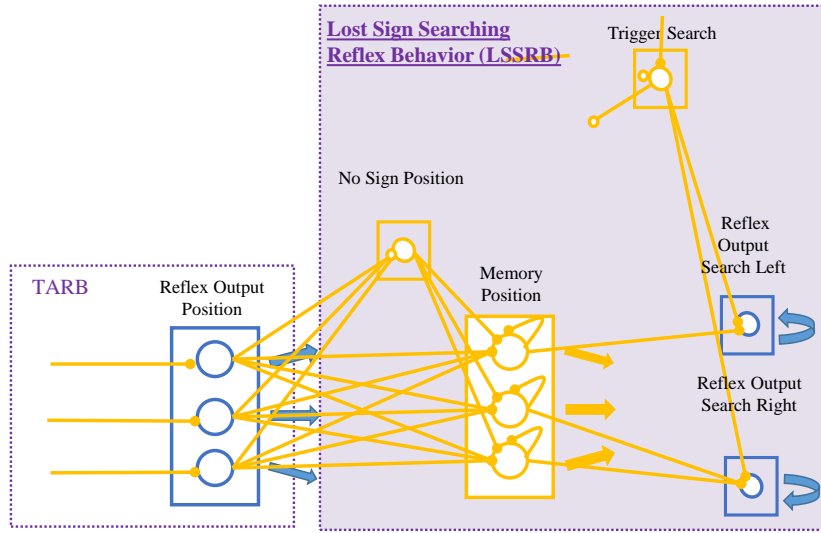 Lost Sign Searching
Reflex Behavior (LSSRB)
Trigger Search
No Sign Position
TARB
Reflex Output
Position
Memory
Position
Reflex
Output
Search Left
Reflex Output
Search Right